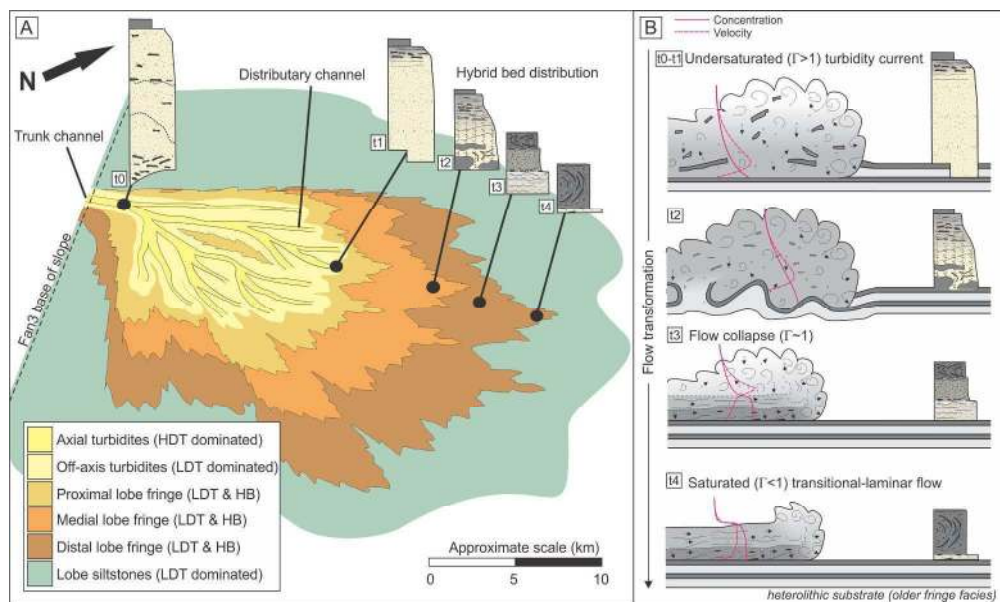 A
N
Trunk channel
Distributary channel
Hybrid bed distribution
t0
t1
t2
t3
t4
Fan3 base of slope
Axial turbidites (HDT dominated)
Off-axis turbidites (LDT dominated)
Proximal lobe fringe (LDT & HB)
Medial lobe fringe (LDT & HB)
Distal lobe fringe (LDT & HB)
Lobe siltstones (LDT dominated)
Approximate scale (km)
0 5 10
B
Concentration
Velocity
t0-t1 Undersaturated (Γ>1) turbidity current
t2
t3 Flow collapse (Γ~1)
t4 Saturated (Γ<1) transitional-laminar flow
Flow transformation
heterolithic substrate (older fringe facies)